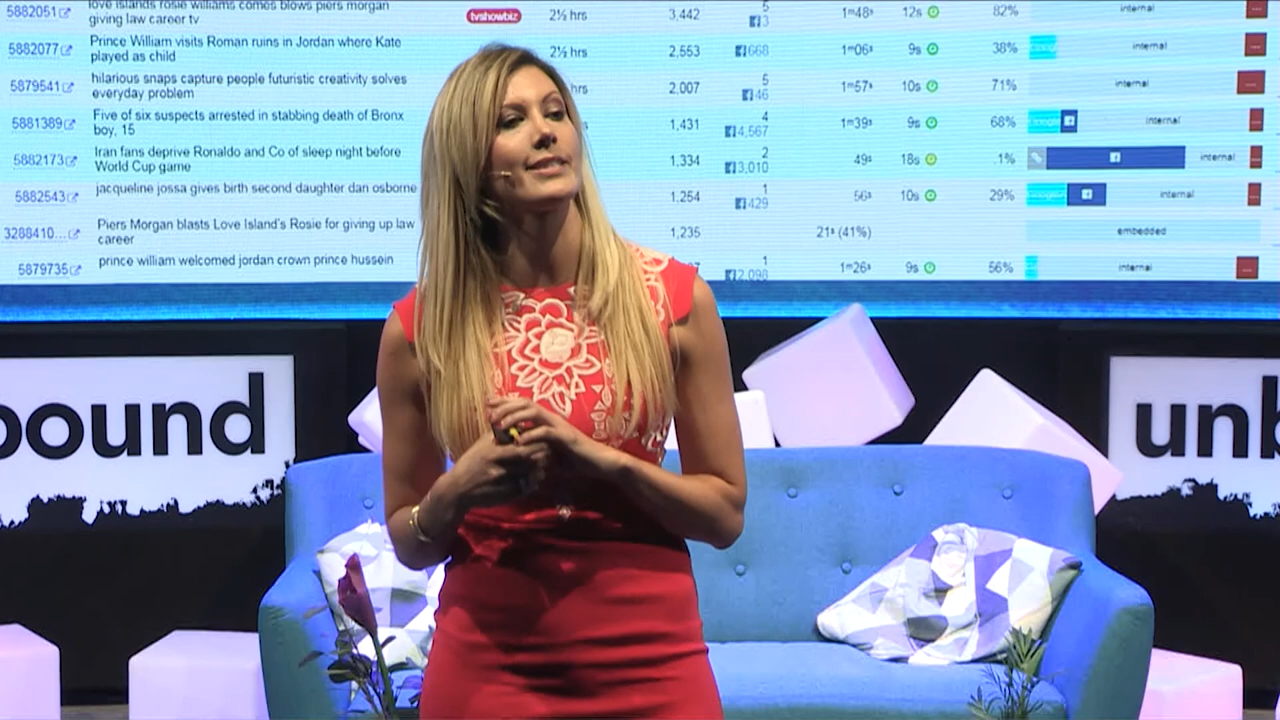 5882051 love islands rosie williams comes blows piers morgan 5
giving law career tv tvshowbiz 2½ hrs 3,442 3 1m48s 12s 82% internal
5882077 Prince William visits Roman ruins in Jordan where Kate
played as child 2½ hrs 2,553 668 1m06s 9s 38% internal
5879541 hilarious snaps capture people futuristic creativity solves 5
everyday problem hrs 2,007 46 1m57s 10s 71% internal
5881389 Five of six suspects arrested in stabbing death of Bronx 4
boy, 15 s 1,431 4,567 1m39s 9s 68% internal
5882173 Iran fans deprive Ronaldo and Co of sleep night before 2
World Cup game 1,334 3,010 49s 18s .1% internal
5882543 jacqueline jossa gives birth second daughter dan osborne 1
1,254 429 56s 10s 29% internal
3288410... Piers Morgan blasts Love Island's Rosie for giving up law
career 1,235 21s (41%) embedded
5879735 prince william welcomed jordan crown prince hussein 1
7 2,098 1m26s 9s 56% internal
bound
unb